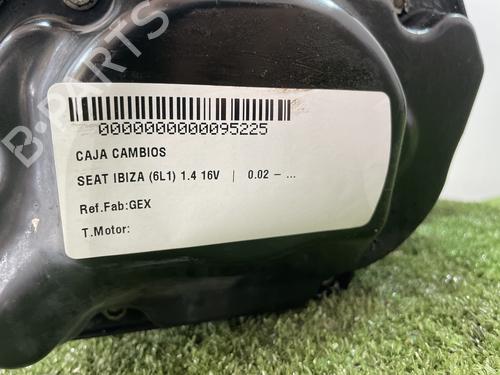 0000000000095225
CAJA CAMBIOS
SEAT IBIZA (6L1) 1.4 16V | 0.02 – ...
Ref.Fab:GEX
T.Motor:
B-PARTS